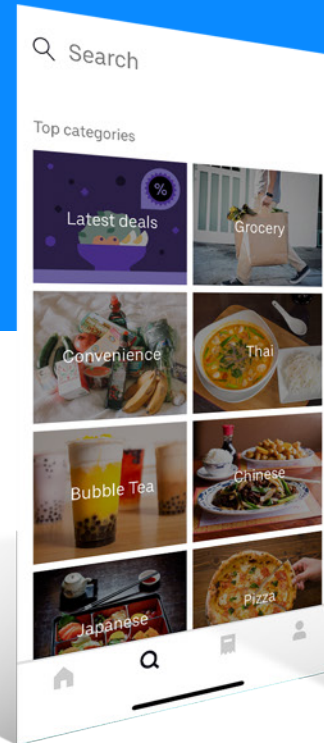 Search
Top categories
Latest deals
Grocery
Convenience
Thai
Bubble Tea
Chinese
Japanese
Pizza